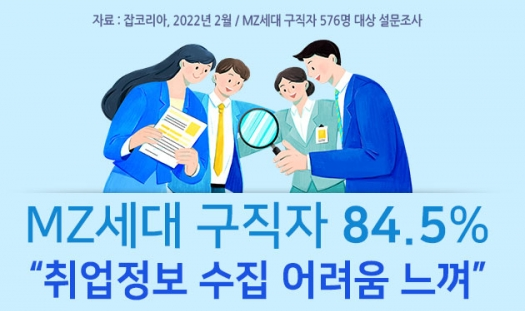 자료 : 잡코리아, 2022년 2월 / MZ세대 구직자 576명 대상 설문조사
MZ세대 구직자 84.5%
“취업정보 수집 어려움 느껴”